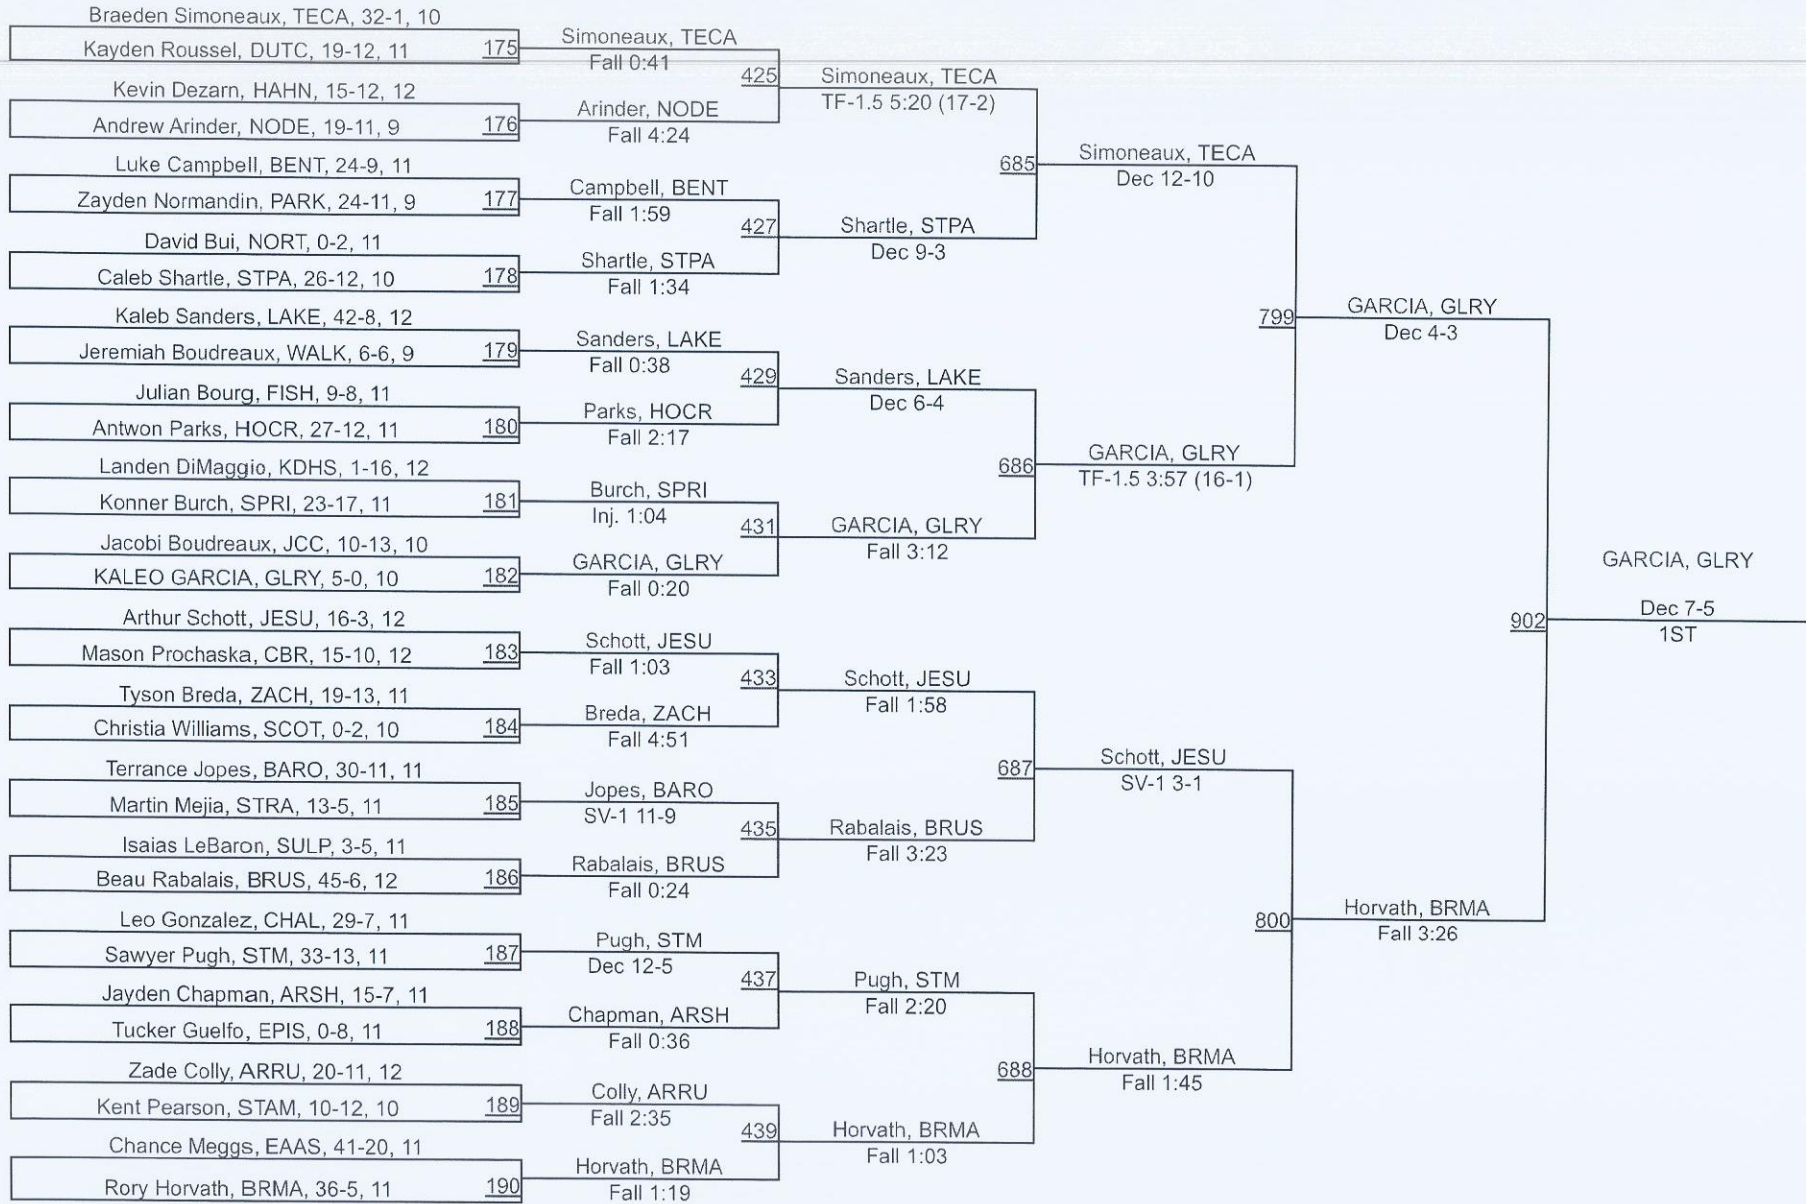 Braeden Simoneaux, TECA, 32-1, 10
Kayden Roussel, DUTC, 19-12, 11
175
Kevin Dezarn, HAHN, 15-12, 12
Andrew Arinder, NODE, 19-11, 9
176
Luke Campbell, BENT, 24-9, 11
Zayden Normandin, PARK, 24-11, 9
177
David Bui, NORT, 0-2, 11
Caleb Shartle, STPA, 26-12, 10
178
Kaleb Sanders, LAKE, 42-8, 12
Jeremiah Boudreaux, WALK, 6-6, 9
179
Julian Bourg, FISH, 9-8, 11
Antwon Parks, HOCR, 27-12, 11
180
Landen DiMaggio, KDHS, 1-16, 12
Konner Burch, SPRI, 23-17, 11
181
Jacobi Boudreaux, JCC, 10-13, 10
KALEO GARCIA, GLRY, 5-0, 10
182
Arthur Schott, JESU, 16-3, 12
Mason Prochaska, CBR, 15-10, 12
183
Tyson Breda, ZACH, 19-13, 11
Christia Williams, SCOT, 0-2, 10
184
Terrance Jopes, BARO, 30-11, 11
Martin Mejia, STRA, 13-5, 11
185
Isaias LeBaron, SULP, 3-5, 11
Beau Rabalais, BRUS, 45-6, 12
186
Leo Gonzalez, CHAL, 29-7, 11
Sawyer Pugh, STM, 33-13, 11
187
Jayden Chapman, ARSH, 15-7, 11
Tucker Guelfo, EPIS, 0-8, 11
188
Zade Colly, ARRU, 20-11, 12
Kent Pearson, STAM, 10-12, 10
189
Chance Meggs, EAAS, 41-20, 11
Rory Horvath, BRMA, 36-5, 11
190
Simoneaux, TECA
Fall 0:41
425
Arinder, NODE
Fall 4:24
Campbell, BENT
Fall 1:59
427
Shartle, STPA
Fall 1:34
Sanders, LAKE
Fall 0:38
429
Parks, HOCR
Fall 2:17
Burch, SPRI
Inj. 1:04
431
GARCIA, GLRY
Fall 0:20
Schott, JESU
Fall 1:03
433
Breda, ZACH
Fall 4:51
Jopes, BARO
SV-1 11-9
435
Rabalais, BRUS
Fall 0:24
Pugh, STM
Dec 12-5
437
Chapman, ARSH
Fall 0:36
Colly, ARRU
Fall 2:35
439
Horvath, BRMA
Fall 1:19
Simoneaux, TECA
TF-1.5 5:20 (17-2)
685
Shartle, STPA
Dec 9-3
Sanders, LAKE
Dec 6-4
686
GARCIA, GLRY
Fall 3:12
Schott, JESU
Fall 1:58
687
Rabalais, BRUS
Fall 3:23
Pugh, STM
Fall 2:20
688
Horvath, BRMA
Fall 1:03
Simoneaux, TECA
Dec 12-10
799
GARCIA, GLRY
TF-1.5 3:57 (16-1)
Schott, JESU
SV-1 3-1
800
Horvath, BRMA
Fall 1:45
GARCIA, GLRY
Dec 4-3
902
Horvath, BRMA
Fall 3:26
GARCIA, GLRY
Dec 7-5
1ST